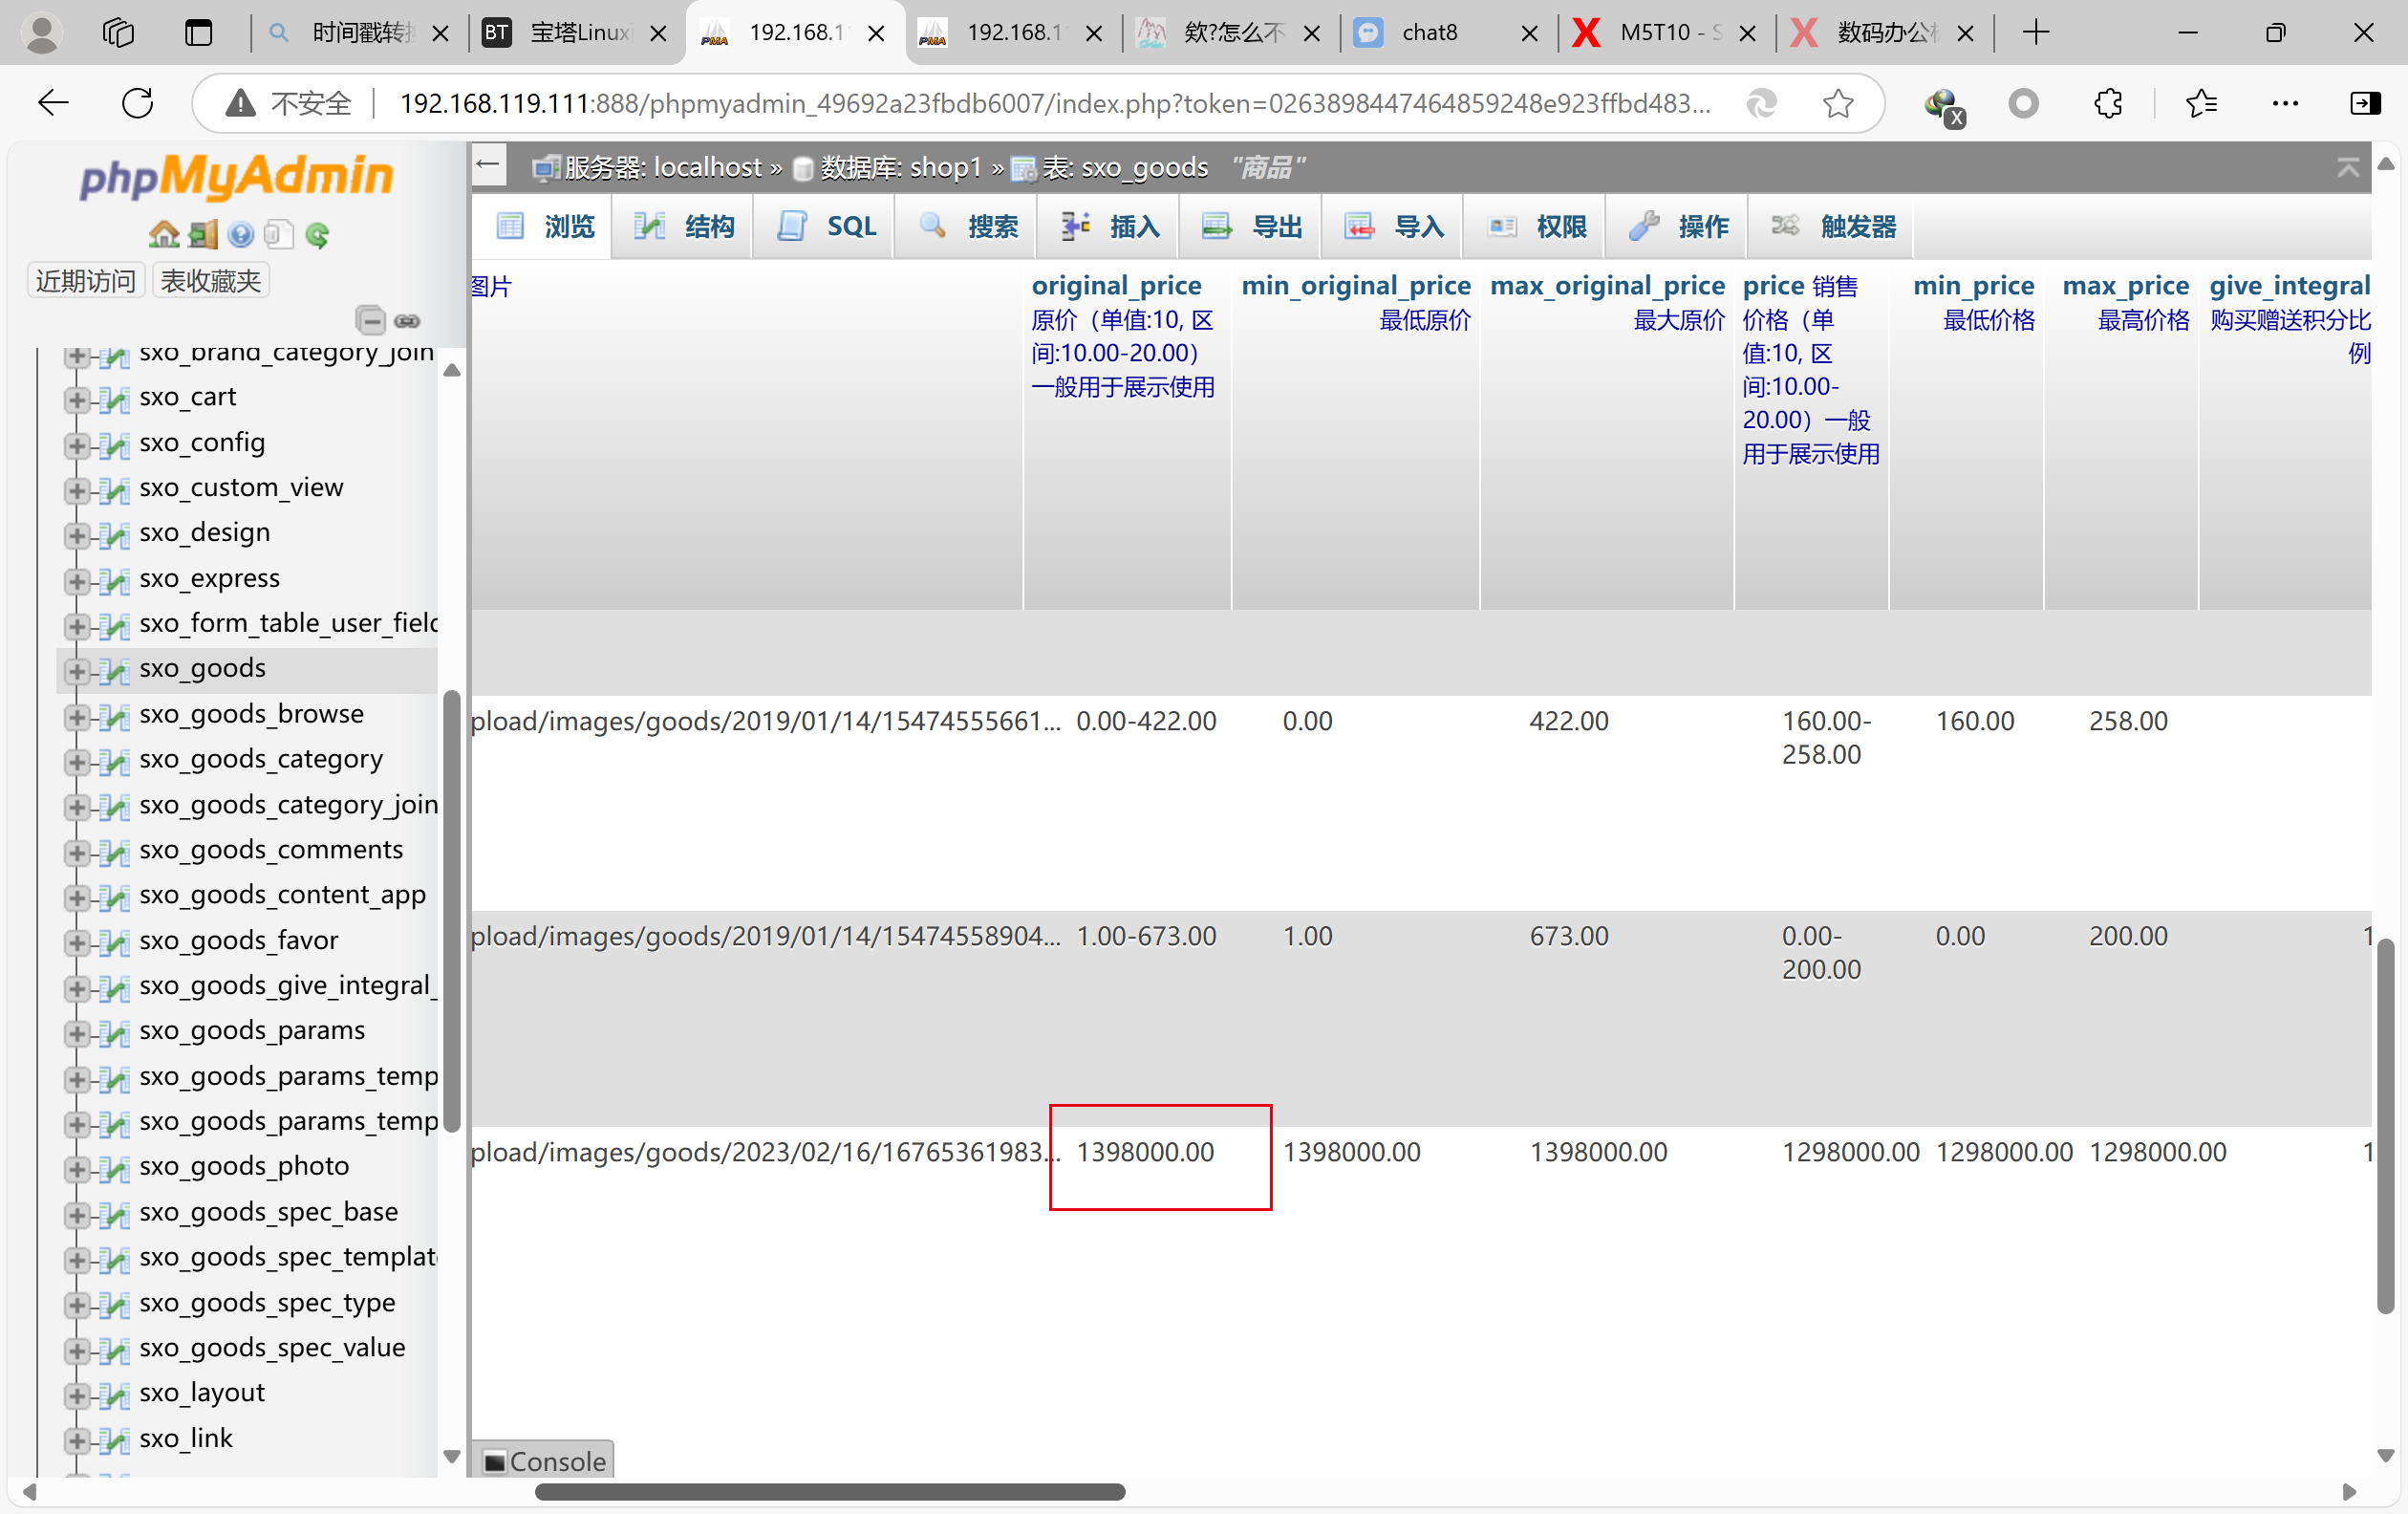 时间戳转换
BT 宝塔Linux
192.168.1
192.168.1
欸?怎么不
chat8
M5T10 - S
数码办公
不安全
192.168.119.111:888/phpmyadmin_49692a23fbdb6007/index.php?token=0263898447464859248e923ffbd483...
phpMyAdmin
近期访问 表收藏夹
sxo_brand_category_join
sxo_cart
sxo_config
sxo_custom_view
sxo_design
sxo_express
sxo_form_table_user_field
sxo_goods
sxo_goods_browse
sxo_goods_category
sxo_goods_category_join
sxo_goods_comments
sxo_goods_content_app
sxo_goods_favor
sxo_goods_give_integral_
sxo_goods_params
sxo_goods_params_temp
sxo_goods_params_temp
sxo_goods_photo
sxo_goods_spec_base
sxo_goods_spec_template
sxo_goods_spec_type
sxo_goods_spec_value
sxo_layout
sxo_link
服务器: localhost » 数据库: shop1 » 表: sxo_goods "商品"
浏览 结构 SQL 搜索 插入 导出 导入 权限 操作 触发器
图片
original_price
原价（单值:10, 区
间:10.00-20.00）
一般用于展示使用
min_original_price
最低原价
max_original_price
最大原价
price 销售
价格（单
值:10, 区
间:10.00-
20.00）一般
用于展示使用
min_price
最低价格
max_price
最高价格
give_integral
购买赠送积分比
例
pload/images/goods/2019/01/14/15474555661... 0.00-422.00 0.00 422.00 160.00- 160.00 258.00
258.00
pload/images/goods/2019/01/14/15474558904... 1.00-673.00 1.00 673.00 0.00- 0.00 200.00 1
200.00
pload/images/goods/2023/02/16/16765361983... 1398000.00 1398000.00 1398000.00 1298000.00 1298000.00 1298000.00 1
Console